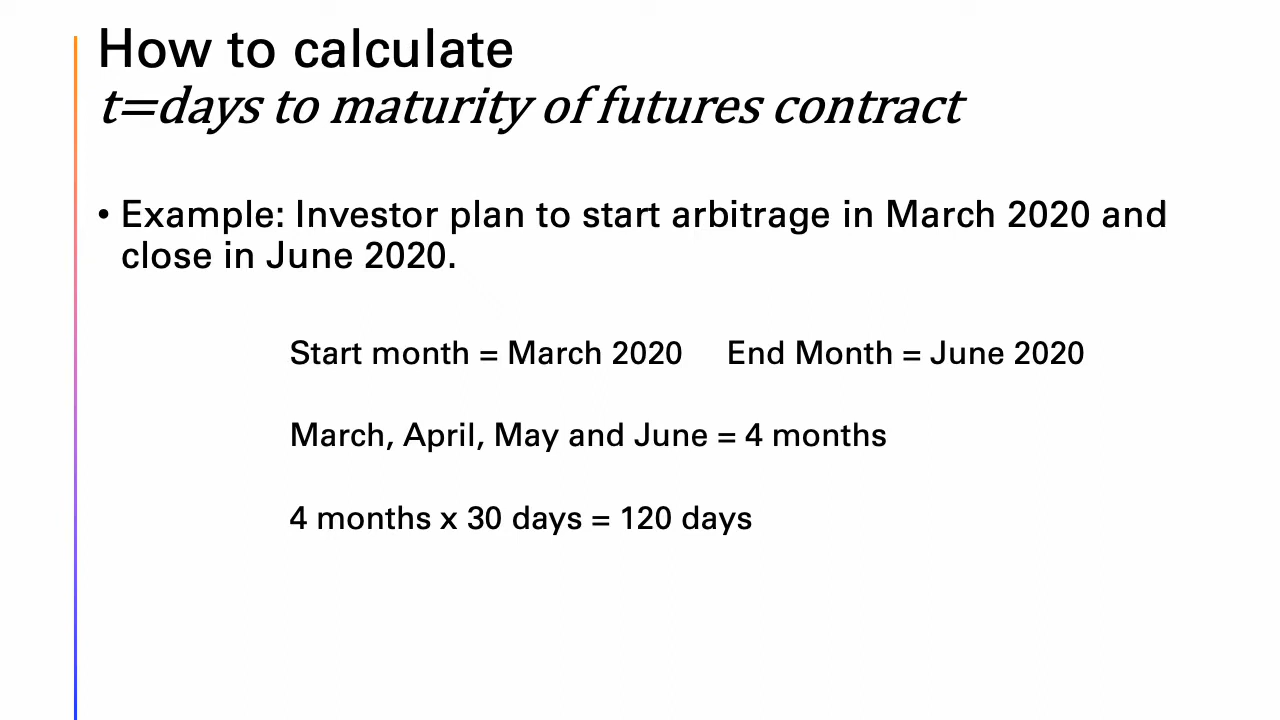 How to calculate
t=days to maturity of futures contract
• Example: Investor plan to start arbitrage in March 2020 and
close in June 2020.
Start month = March 2020 End Month = June 2020
March, April, May and June = 4 months
4 months x 30 days = 120 days